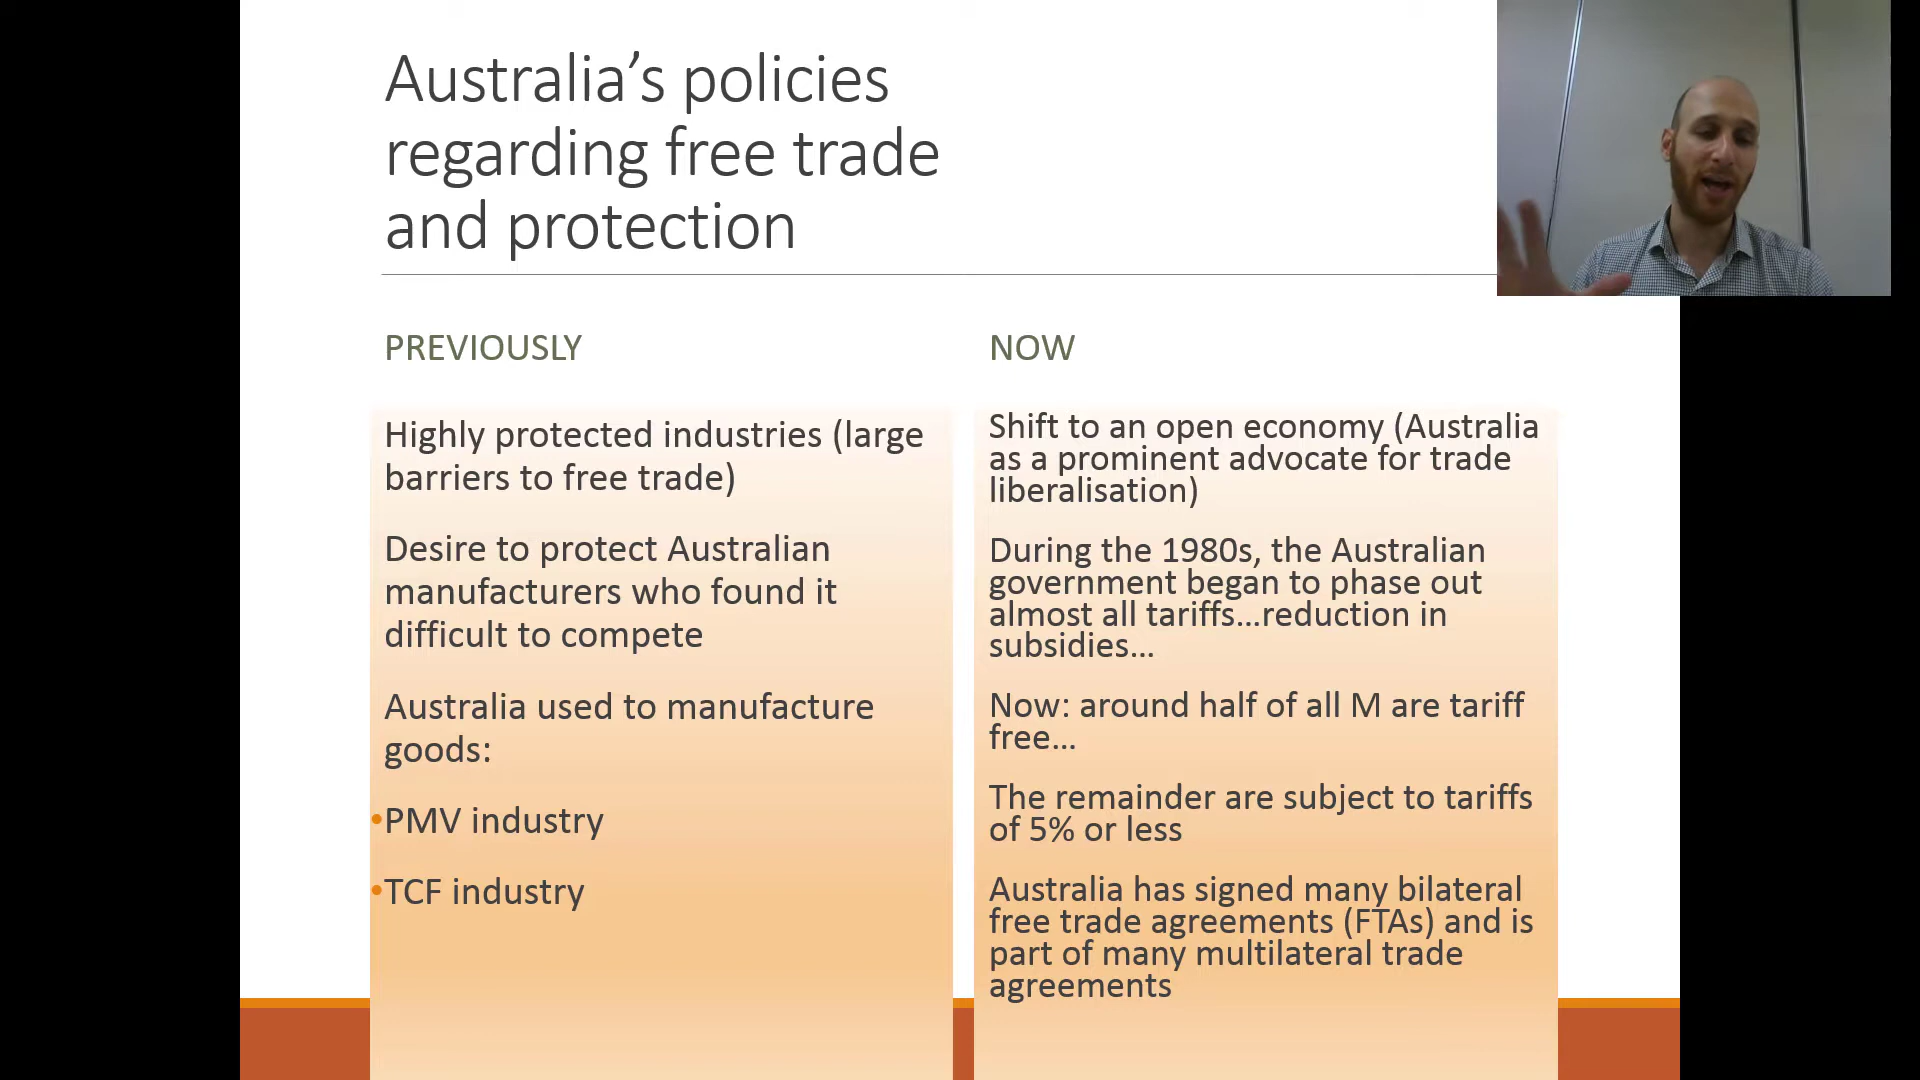 Australia’s policies
regarding free trade
and protection
PREVIOUSLY
Highly protected industries (large
barriers to free trade)
Desire to protect Australian
manufacturers who found it
difficult to compete
Australia used to manufacture
goods:
•PMV industry
•TCF industry
NOW
Shift to an open economy (Australia
as a prominent advocate for trade
liberalisation)
During the 1980s, the Australian
government began to phase out
almost all tariffs…reduction in
subsidies…
Now: around half of all M are tariff
free…
The remainder are subject to tariffs
of 5% or less
Australia has signed many bilateral
free trade agreements (FTAs) and is
part of many multilateral trade
agreements